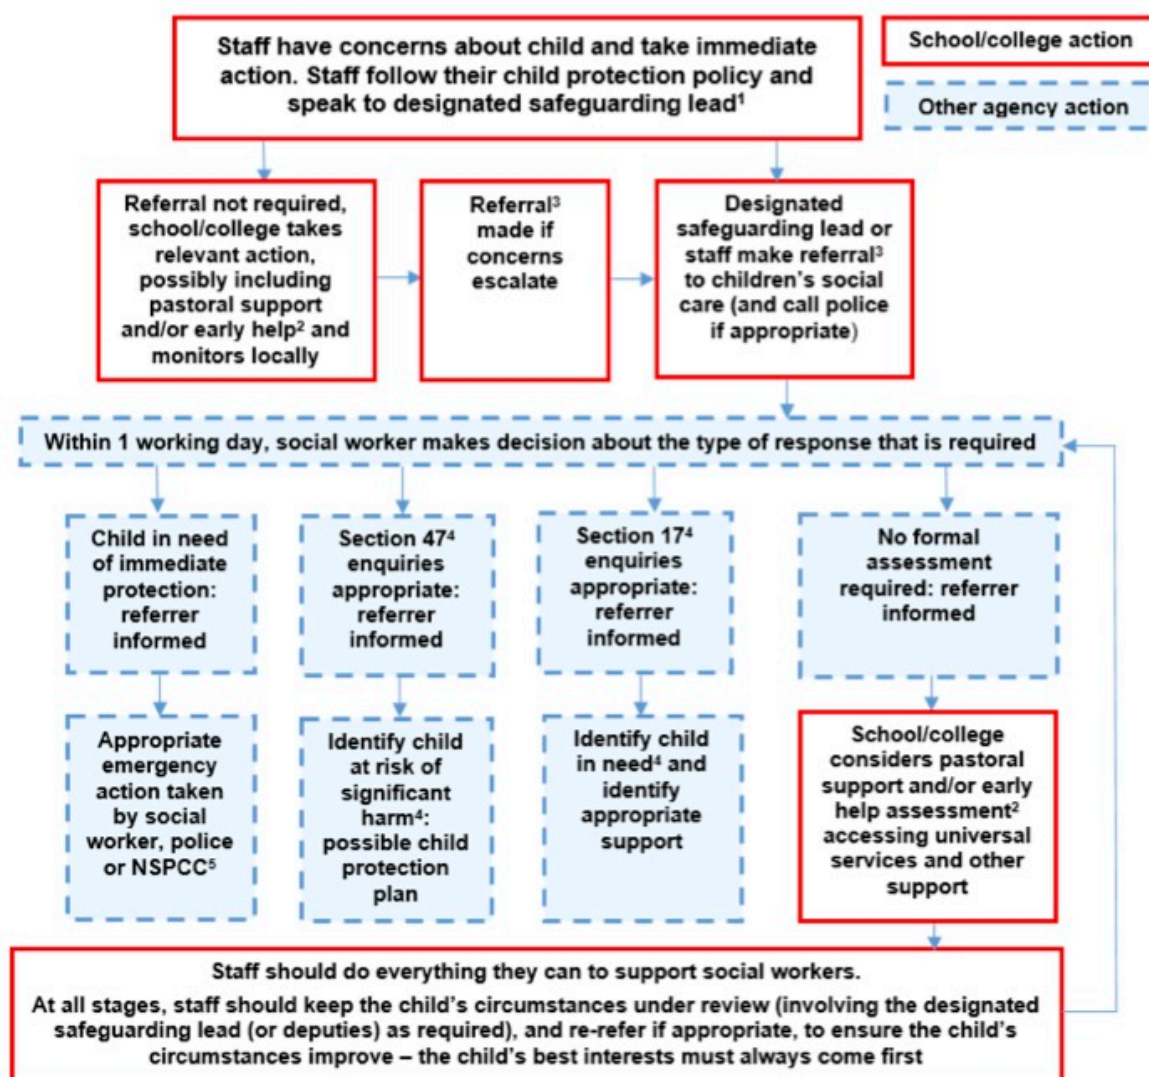 Staff have concerns about child and take immediate
action. Staff follow their child protection policy and
speak to designated safeguarding lead¹
School/college action
Other agency action
Referral not required,
school/college takes
relevant action,
possibly including
pastoral support
and/or early help² and
monitors locally
Referral³
made if
concerns
escalate
Designated
safeguarding lead or
staff make referral³
to children’s social
care (and call police
if appropriate)
Within 1 working day, social worker makes decision about the type of response that is required
Child in need
of immediate
protection:
referrer
informed
Section 47⁴
enquiries
appropriate:
referrer
informed
Section 17⁴
enquiries
appropriate:
referrer
informed
No formal
assessment
required: referrer
informed
Appropriate
emergency
action taken
by social
worker, police
or NSPCC⁵
Identify child
at risk of
significant
harm⁴:
possible child
protection
plan
Identify child
in need⁴ and
identify
appropriate
support
School/college
considers pastoral
support and/or early
help assessment²
accessing universal
services and other
support
Staff should do everything they can to support social workers.
At all stages, staff should keep the child’s circumstances under review (involving the designated
safeguarding lead (or deputies) as required), and re-refer if appropriate, to ensure the child’s
circumstances improve – the child’s best interests must always come first